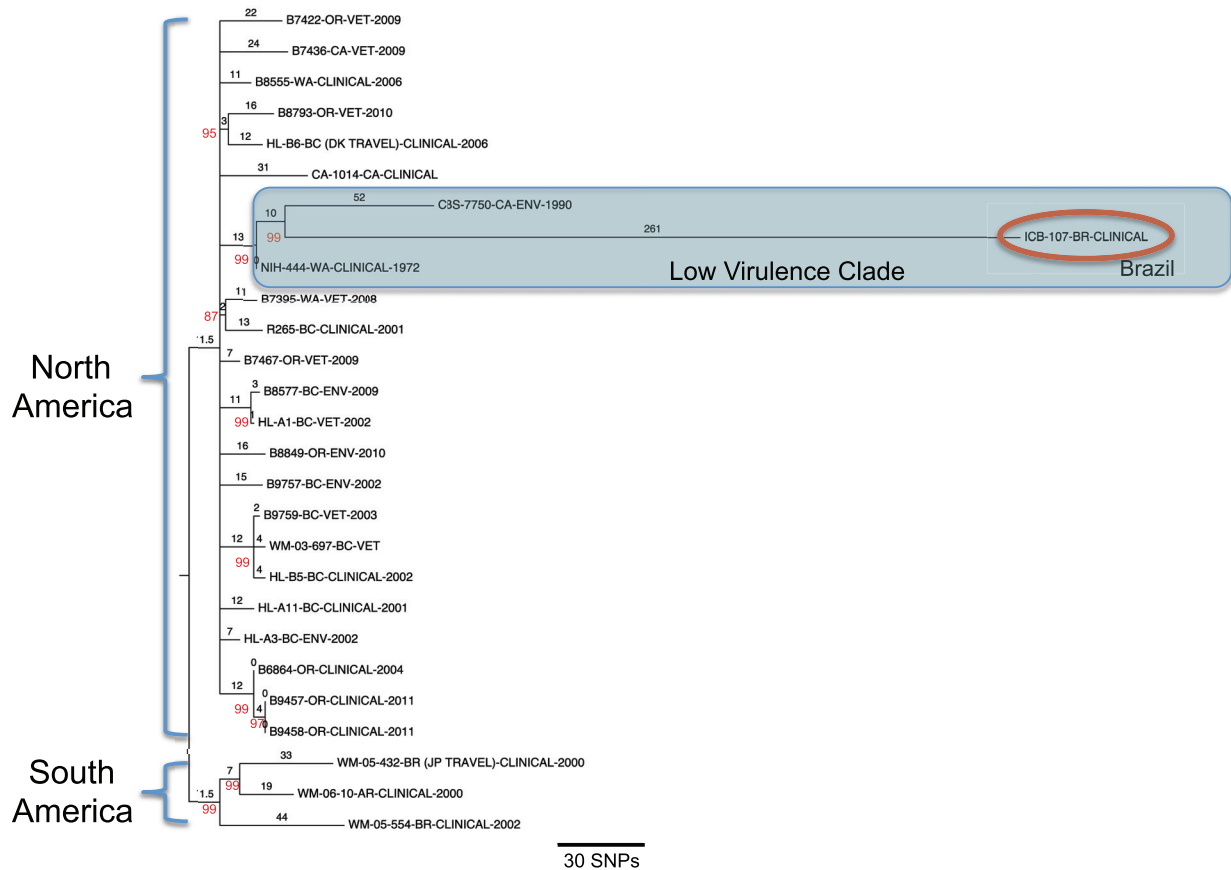 22
B7422-OR-VET-2009
24
B7436-CA-VET-2009
11
B8555-WA-CLINICAL-2006
16
B8793-OR-VET-2010
3
95
12
HL-B6-BC (DK TRAVEL)-CLINICAL-2006
31
CA-1014-CA-CLINICAL
52
CBS-7750-CA-ENV-1990
10
261
99
ICB-107-BR-CLINICAL
13
99
0
NIH-444-WA-CLINICAL-1972
Low Virulence Clade
Brazil
11
B7395-WA-VET-2008
2
87
13
R265-BC-CLINICAL-2001
1.5
7
B7467-OR-VET-2009
North
America
3
B8577-BC-ENV-2009
11
99
1
HL-A1-BC-VET-2002
16
B8849-OR-ENV-2010
15
B9757-BC-ENV-2002
2
B9759-BC-VET-2003
12
4
WM-03-697-BC-VET
99
4
HL-B5-BC-CLINICAL-2002
12
HL-A11-BC-CLINICAL-2001
7
HL-A3-BC-ENV-2002
0
B6864-OR-CLINICAL-2004
12
0
B9457-OR-CLINICAL-2011
99
4
97
0
B9458-OR-CLINICAL-2011
South
America
33
WM-05-432-BR (JP TRAVEL)-CLINICAL-2000
7
99
19
WM-06-10-AR-CLINICAL-2000
1.5
99
44
WM-05-554-BR-CLINICAL-2002
30 SNPs